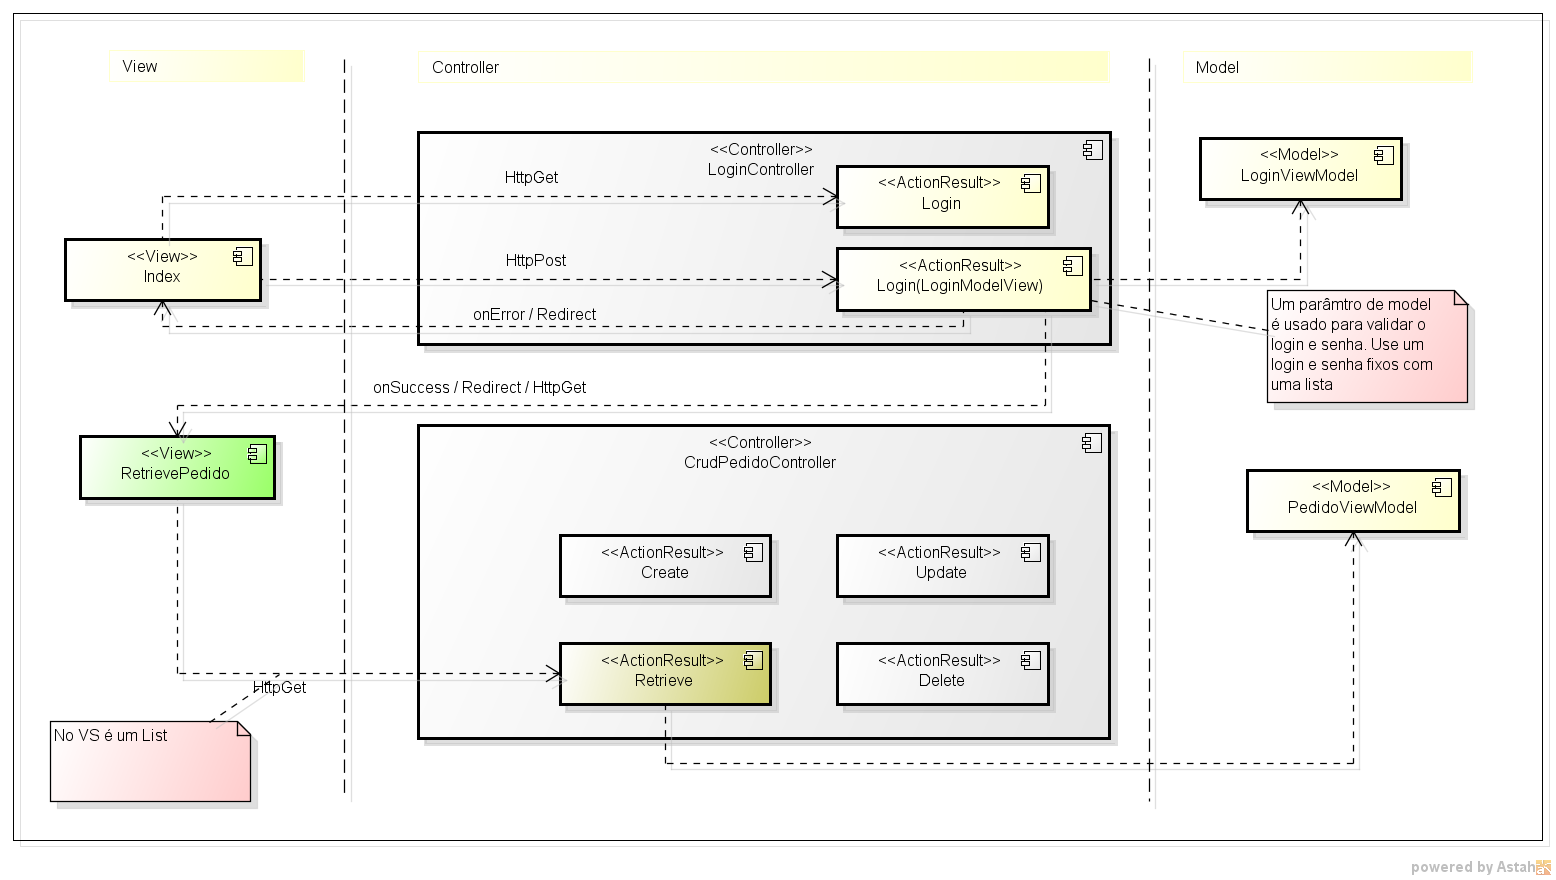 View
Controller
Model
<<Controller>>
LoginController
<<ActionResult>>
Login
HttpGet
<<Model>>
LoginViewModel
<<View>>
Index
HttpPost
<<ActionResult>>
Login(LoginModelView)
onError / Redirect
Um parâmtro de model
é usado para validar o
login e senha. Use um
login e senha fixos com
uma lista
onSuccess / Redirect / HttpGet
<<View>>
RetrievePedido
<<Controller>>
CrudPedidoController
<<Model>>
PedidoViewModel
<<ActionResult>>
Create
<<ActionResult>>
Update
<<ActionResult>>
Retrieve
<<ActionResult>>
Delete
HttpGet
No VS é um List
powered by Astah